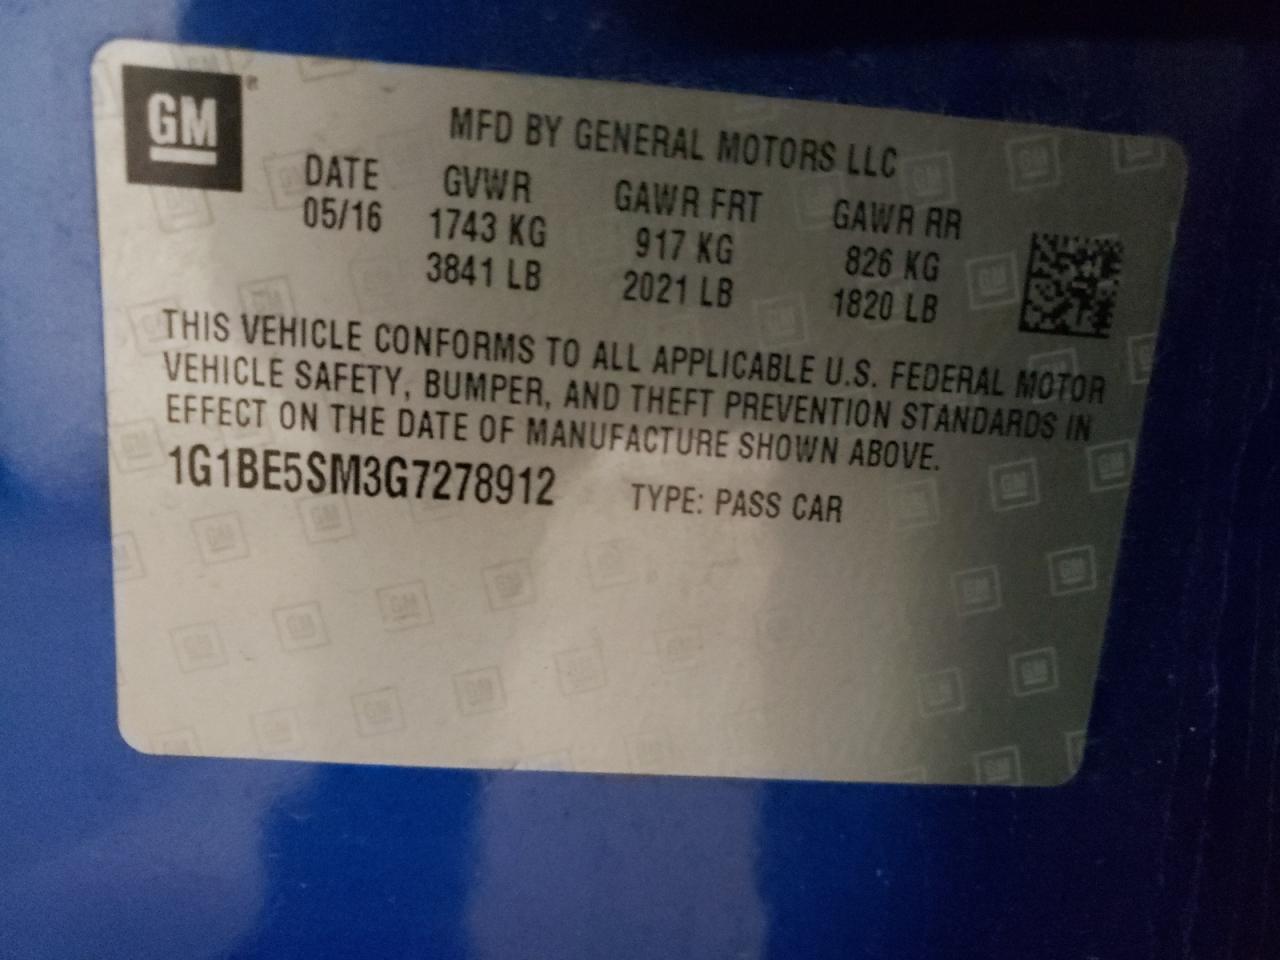 GM
MFD BY GENERAL MOTORS LLC
DATE GVWR GAWR FRT GAWR RR
05/16 1743 KG 917 KG 826 KG
3841 LB 2021 LB 1820 LB
THIS VEHICLE CONFORMS TO ALL APPLICABLE U.S. FEDERAL MOTOR
VEHICLE SAFETY, BUMPER, AND THEFT PREVENTION STANDARDS IN
EFFECT ON THE DATE OF MANUFACTURE SHOWN ABOVE.
1G1BE5SM3G7278912 TYPE: PASS CAR